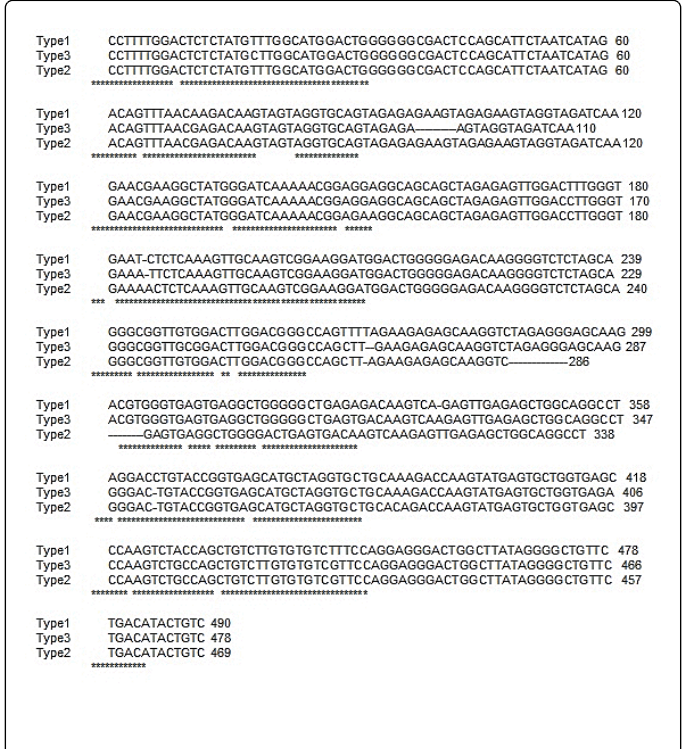 Type1 CCTTTTGGACTCTCTATGTTTGGCATGGACTGGGGGGCGACTCCAGCATTCTAATCATAG 60
Type3 CCTTTTGGACTCTCTATGCTTGGCATGGACTGGGGGGCGACTCCAGCATTCTAATCATAG 60
Type2 CCTTTTGGACTCTCTATGTTTGGCATGGACTGGGGGGCGACTCCAGCATTCTAATCATAG 60
****************** *****************************************
Type1 ACAGTTTAACAAGACAAGTAGTAGGTGCAGTAGAGAGAAGTAGAGAAGTAGGTAGATCAA 120
Type3 ACAGTTTAACGAGACAAGTAGTAGGTGCAGTAGAGA----------AGTAGGTAGATCAA 110
Type2 ACAGTTTAACGAGACAAGTAGTAGGTGCAGTAGAGAGAAGTAGAGAAGTAGGTAGATCAA 120
********** *************************          **************
Type1 GAACGAAGGCTATGGGATCAAAAACGGAGGAGGCAGCAGCTAGAGAGTTGGACTTTGGGT 180
Type3 GAACGAAGGCTATGGGATCAAAAACGGAGGAGGCAGCAGCTAGAGAGTTGGACCTTGGGT 170
Type2 GAACGAAGGCTATGGGATCAAAAACGGAGAAGGCAGCAGCTAGAGAGTTGGACCTTGGGT 180
***************************** *********************** ******
Type1 GAAT-CTCTCAAAGTTGCAAGTCGGAAGGATGGACTGGGGGAGACAAGGGGTCTCTAGCA 239
Type3 GAAA-TTCTCAAAGTTGCAAGTCGGAAGGATGGACTGGGGGAGACAAGGGGTCTCTAGCA 229
Type2 GAAAACTCTCAAAGTTGCAAGTCGGAAGGATGGACTGGGGGAGACAAGGGGTCTCTAGCA 240
***   ******************************************************
Type1 GGGCGGTTGTGGACTTGGACGGGCCAGTTTTAGAAGAGAGCAAGGTCTAGAGGGAGCAAG 299
Type3 GGGCGGTTGCGGACTTGGACGGGCCAGCTT--GAAGAGAGCAAGGTCTAGAGGGAGCAAG 287
Type2 GGGCGGTTGTGGACTTGGACGGGCCAGCTT-AGAAGAGAGCAAGGTC------------- 286
********* ***************** **  ***************
Type1 ACGTGGGTGAGTGAGGCTGGGGGCTGAGAGACAAGTCA-GAGTTGAGAGCTGGCAGGCCT 358
Type3 ACGTGGGTGAGTGAGGCTGGGGGCTGAGTGACAAGTCAAGAGTTGAGAGCTGGCAGGCCT 347
Type2 --------GAGTGAGGCTGGGGACTGAGTGACAAGTCAAGAGTTGAGAGCTGGCAGGCCT 338
************** ***** ********* *********************
Type1 AGGACCTGTACCGGTGAGCATGCTAGGTGCTGCAAAGACCAAGTATGAGTGCTGGTGAGC 418
Type3 GGGAC-TGTACCGGTGAGCATGCTAGGTGCTGCAAAGACCAAGTATGAGTGCTGGTGAGA 406
Type2 GGGAC-TGTACCGGTGAGCATGCTAGGTGCTGCACAGACCAAGTATGAGTGCTGGTGAGC 397
**** **************************** ************************
Type1 CCAAGTCTACCAGCTGTCTTGTGTGTCTTTCCAGGAGGGACTGGCTTATAGGGGCTGTTC 478
Type3 CCAAGTCTGCCAGCTGTCTTGTGTGTCGTTCCAGGAGGGACTGGCTTATAGGGGCTGTTC 466
Type2 CCAAGTCTGCCAGCTGTCTTGTGTGTCGTTCCAGGAGGGACTGGCTTATAGGGGCTGTTC 457
******** ****************** ********************************
Type1 TGACATACTGTC 490
Type3 TGACATACTGTC 478
Type2 TGACATACTGTC 469
************